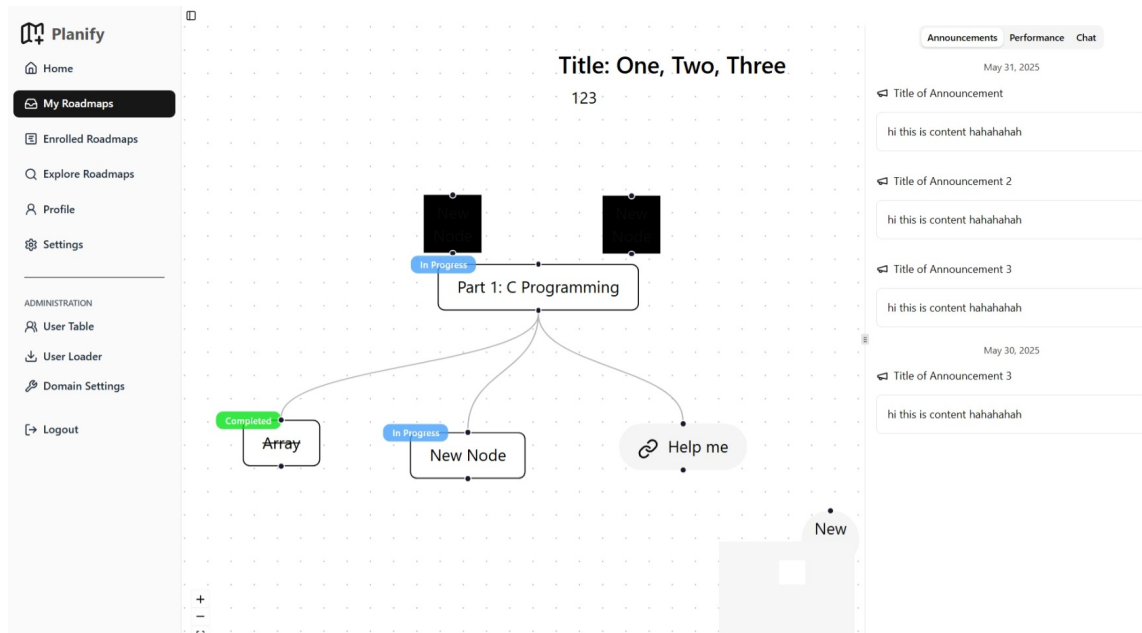 Planify
Home
My Roadmaps
Enrolled Roadmaps
Explore Roadmaps
Profile
Settings
ADMINISTRATION
User Table
User Loader
Domain Settings
Logout
Title: One, Two, Three
123
New
Node
New
Node
In Progress
Part 1: C Programming
Completed
Array
In Progress
New Node
Help me
New
Announcements Performance Chat
May 31, 2025
Title of Announcement
hi this is content hahahahah
Title of Announcement 2
hi this is content hahahahah
Title of Announcement 3
hi this is content hahahahah
May 30, 2025
Title of Announcement 3
hi this is content hahahahah